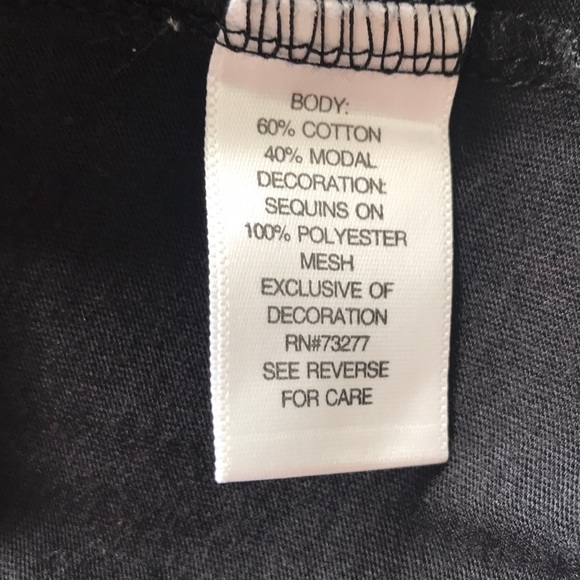 BODY:
60% COTTON
40% MODAL
DECORATION:
SEQUINS ON
100% POLYESTER
MESH
EXCLUSIVE OF
DECORATION
RN#73277
SEE REVERSE
FOR CARE